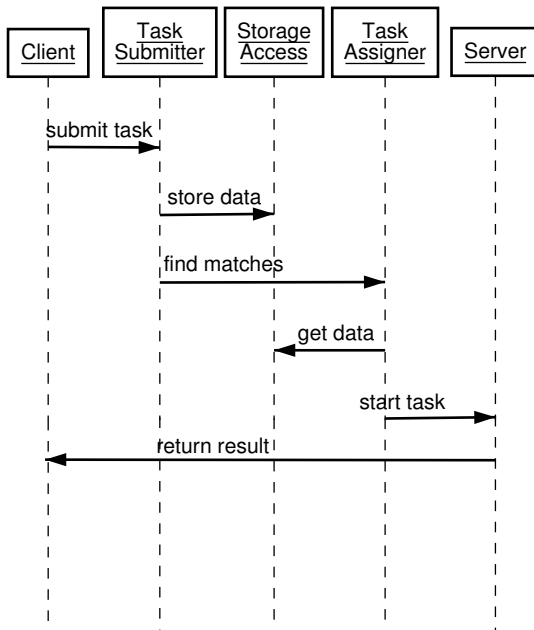 Client
Task
Submitter
Storage
Access
Task
Assigner
Server
submit task
store data
find matches
get data
start task
return result